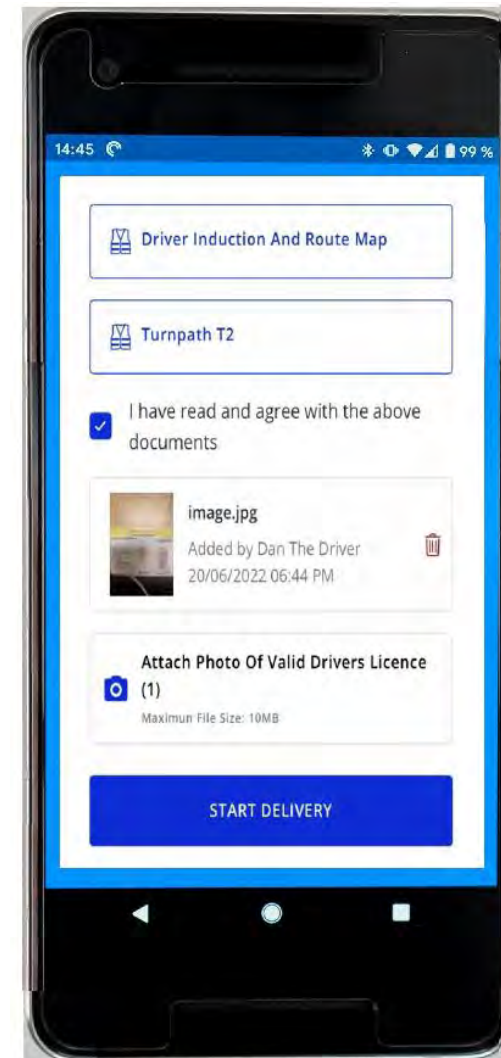 14:45 99 %
Driver Induction And Route Map
Turnpath T2
I have read and agree with the above
documents
image.jpg
Added by Dan The Driver
20/06/2022 06:44 PM
Attach Photo Of Valid Drivers Licence
(1)
Maximun File Size: 10MB
START DELIVERY